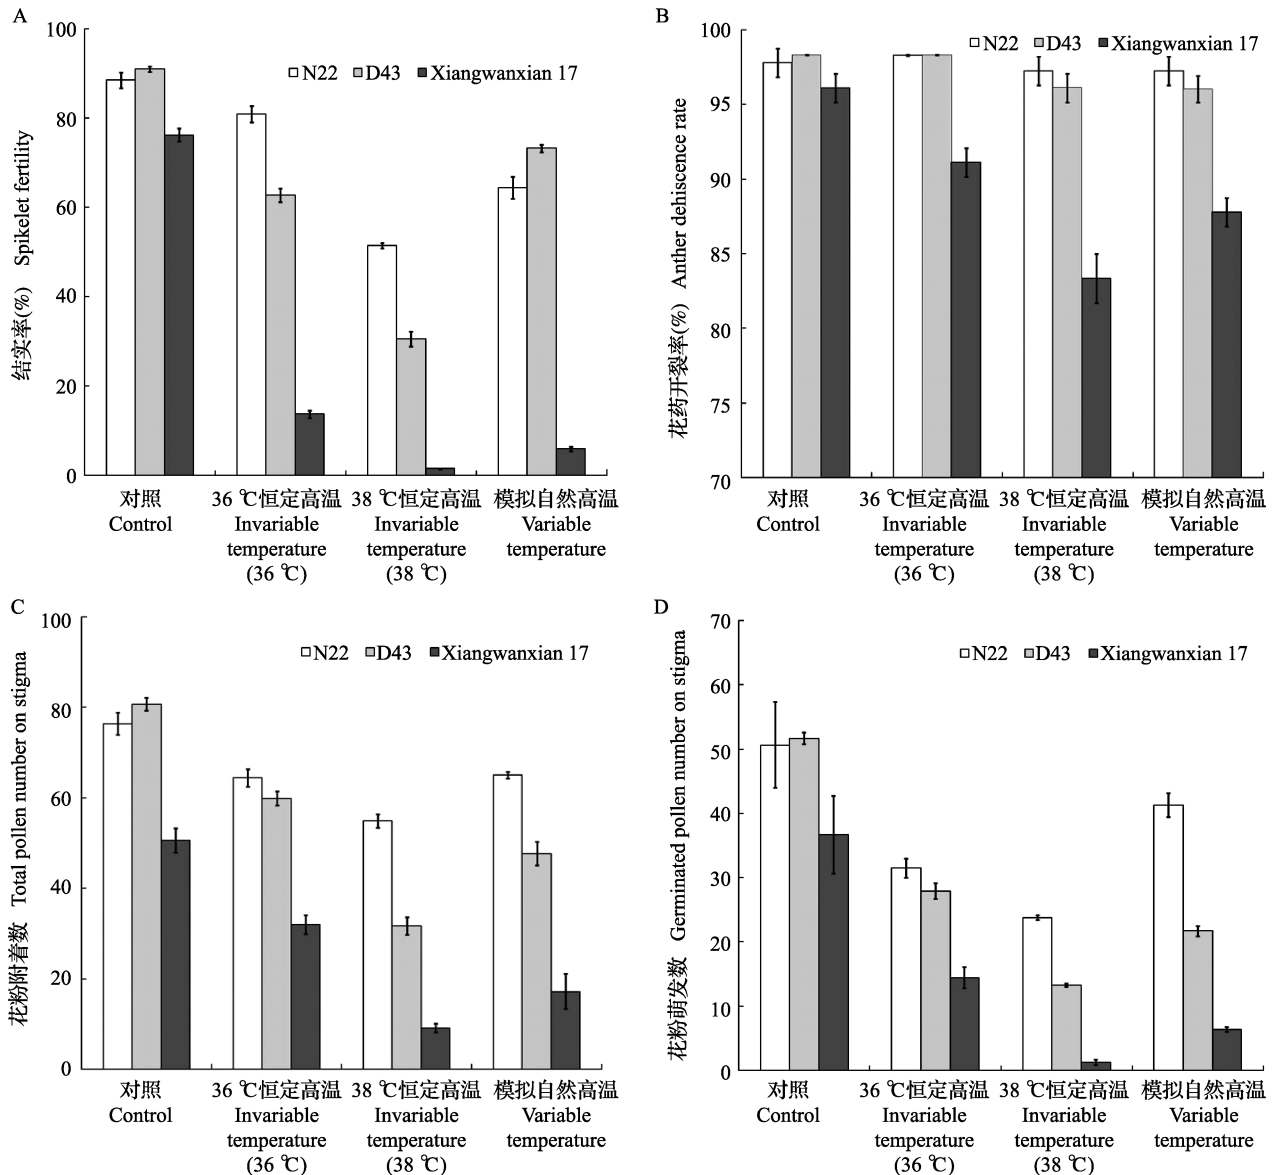 A
结实率(%) Spikelet fertility
100
80
60
40
20
0
N22 D43 Xiangwanxian 17
对照 36 ℃恒定高温 38 ℃恒定高温 模拟自然高温
Control Invariable Invariable Variable
temperature temperature temperature
(36 ℃) (38 ℃)
B
花药开裂率(%) Anther dehiscence rate
100
95
90
85
80
75
70
N22 D43 Xiangwanxian 17
对照 36 ℃恒定高温 38 ℃恒定高温 模拟自然高温
Control Invariable Invariable Variable
temperature temperature temperature
(36 ℃) (38 ℃)
C
花粉附着数 Total pollen number on stigma
100
80
60
40
20
0
N22 D43 Xiangwanxian 17
对照 36 ℃恒定高温 38 ℃恒定高温 模拟自然高温
Control Invariable Invariable Variable
temperature temperature temperature
(36 ℃) (38 ℃)
D
花粉萌发数 Germinated pollen number on stigma
70
60
50
40
30
20
10
0
N22 D43 Xiangwanxian 17
对照 36 ℃恒定高温 38 ℃恒定高温 模拟自然高温
Control Invariable Invariable Variable
temperature temperature temperature
(36 ℃) (38 ℃)